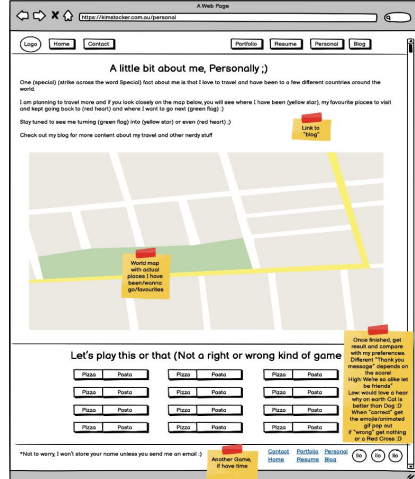 A Web Page
https://kimstocker.com.au/personal
Logo Home Contact Portfolio Resume Personal Blog
A little bit about me, Personally ;)
One (special) (strike across the word Special) fact about me is that I love to travel and have been to a few different countries around the
world.
I am planning to travel more and if you look closely on the map below, you will see where I have been (yellow star), my favourite places to visit
and kept going back to (red heart) and where I want to go next (green flag) :)
Stay tuned to see me turning (green flag) into (yellow star) or even (red heart) ;)
Check out my blog for more content about my travel and other nerdy stuff
Link to
"blog"
World map
with actual
places I have
been/wanna
go/favourites
Let's play this or that (Not a right or wrong kind of game
Pizza Pasta Pizza Pasta Pizza Pasta
Pizza Pasta Pizza Pasta Pizza Pasta
Pizza Pasta Pizza Pasta Pizza Pasta
Pizza Pasta Pizza Pasta Pizza Pasta
Once finished, get
result and compare
with my preferences.
Different "Thank you
message" depends on
the score!
High: We're so alike let
be friends"
Low: would love a hear
why on earth Cat is
better than Dog :D
When "correct" get
the emojis/animated
gif pop out
if "wrong" get nothing
or a Red Cross :D
*Not to worry, I won't store your name unless you send me an email :)
Another Game,
if have time
Contact Portfolio Personal
Home Resume Blog